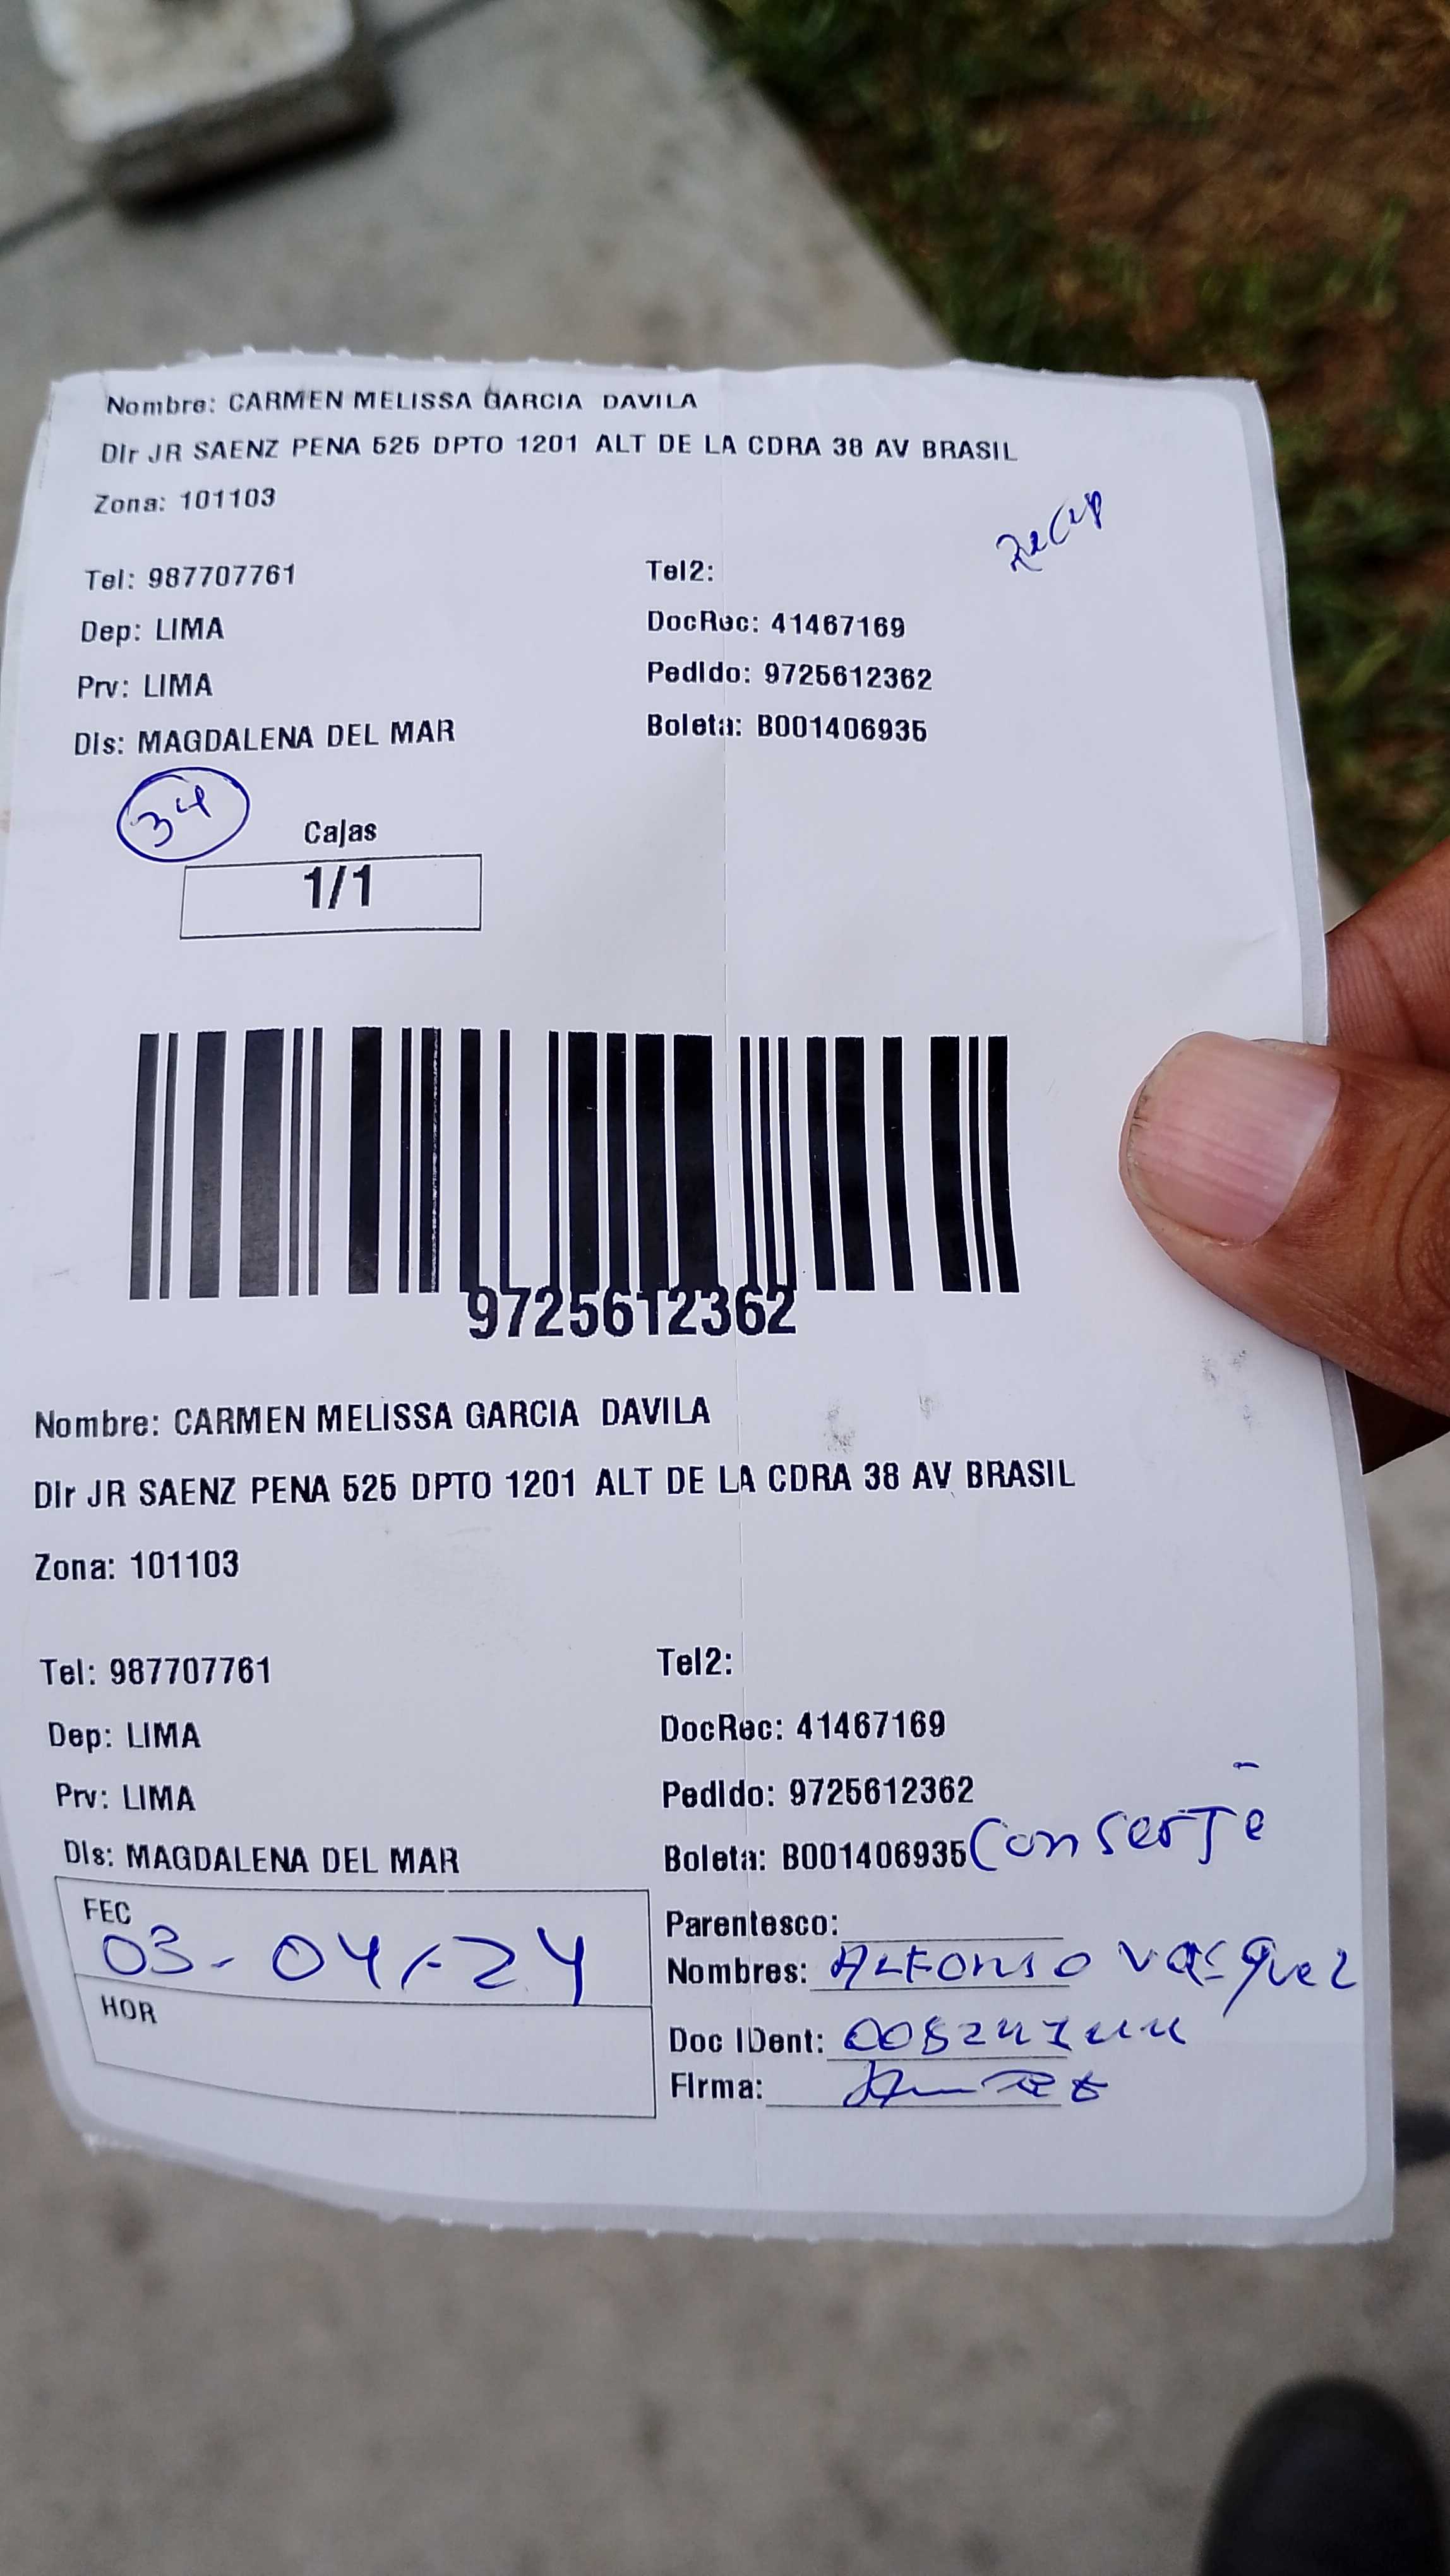 Nombre: CARMEN MELISSA GARCIA DAVILA
Dir JR SAENZ PENA 525 DPTO 1201 ALT DE LA CDRA 38 AV BRASIL
Zona: 101103
Tel: 987707761 Tel2:
Dep: LIMA DocRec: 41467169
Prv: LIMA Pedido: 9725612362
Dis: MAGDALENA DEL MAR Boleta: B001406935
34
Cajas
1/1
9725612362
Nombre: CARMEN MELISSA GARCIA DAVILA
Dir JR SAENZ PENA 525 DPTO 1201 ALT DE LA CDRA 38 AV BRASIL
Zona: 101103
Tel: 987707761 Tel2:
Dep: LIMA DocRec: 41467169
Prv: LIMA Pedido: 9725612362
Dis: MAGDALENA DEL MAR Boleta: B001406935 Conserje
FEC
03-04-24
HOR
Parentesco:
Nombres: ALFONSO Vasquez
Doc IDent:
Firma: